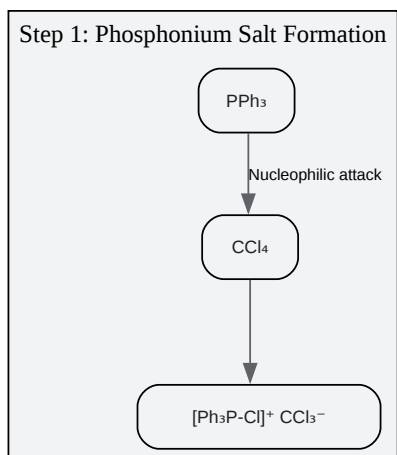 Step 1: Phosphonium Salt Formation
PPh₃
Nucleophilic attack
CCl₄
[Ph₃P-Cl]⁺ CCl₃⁻